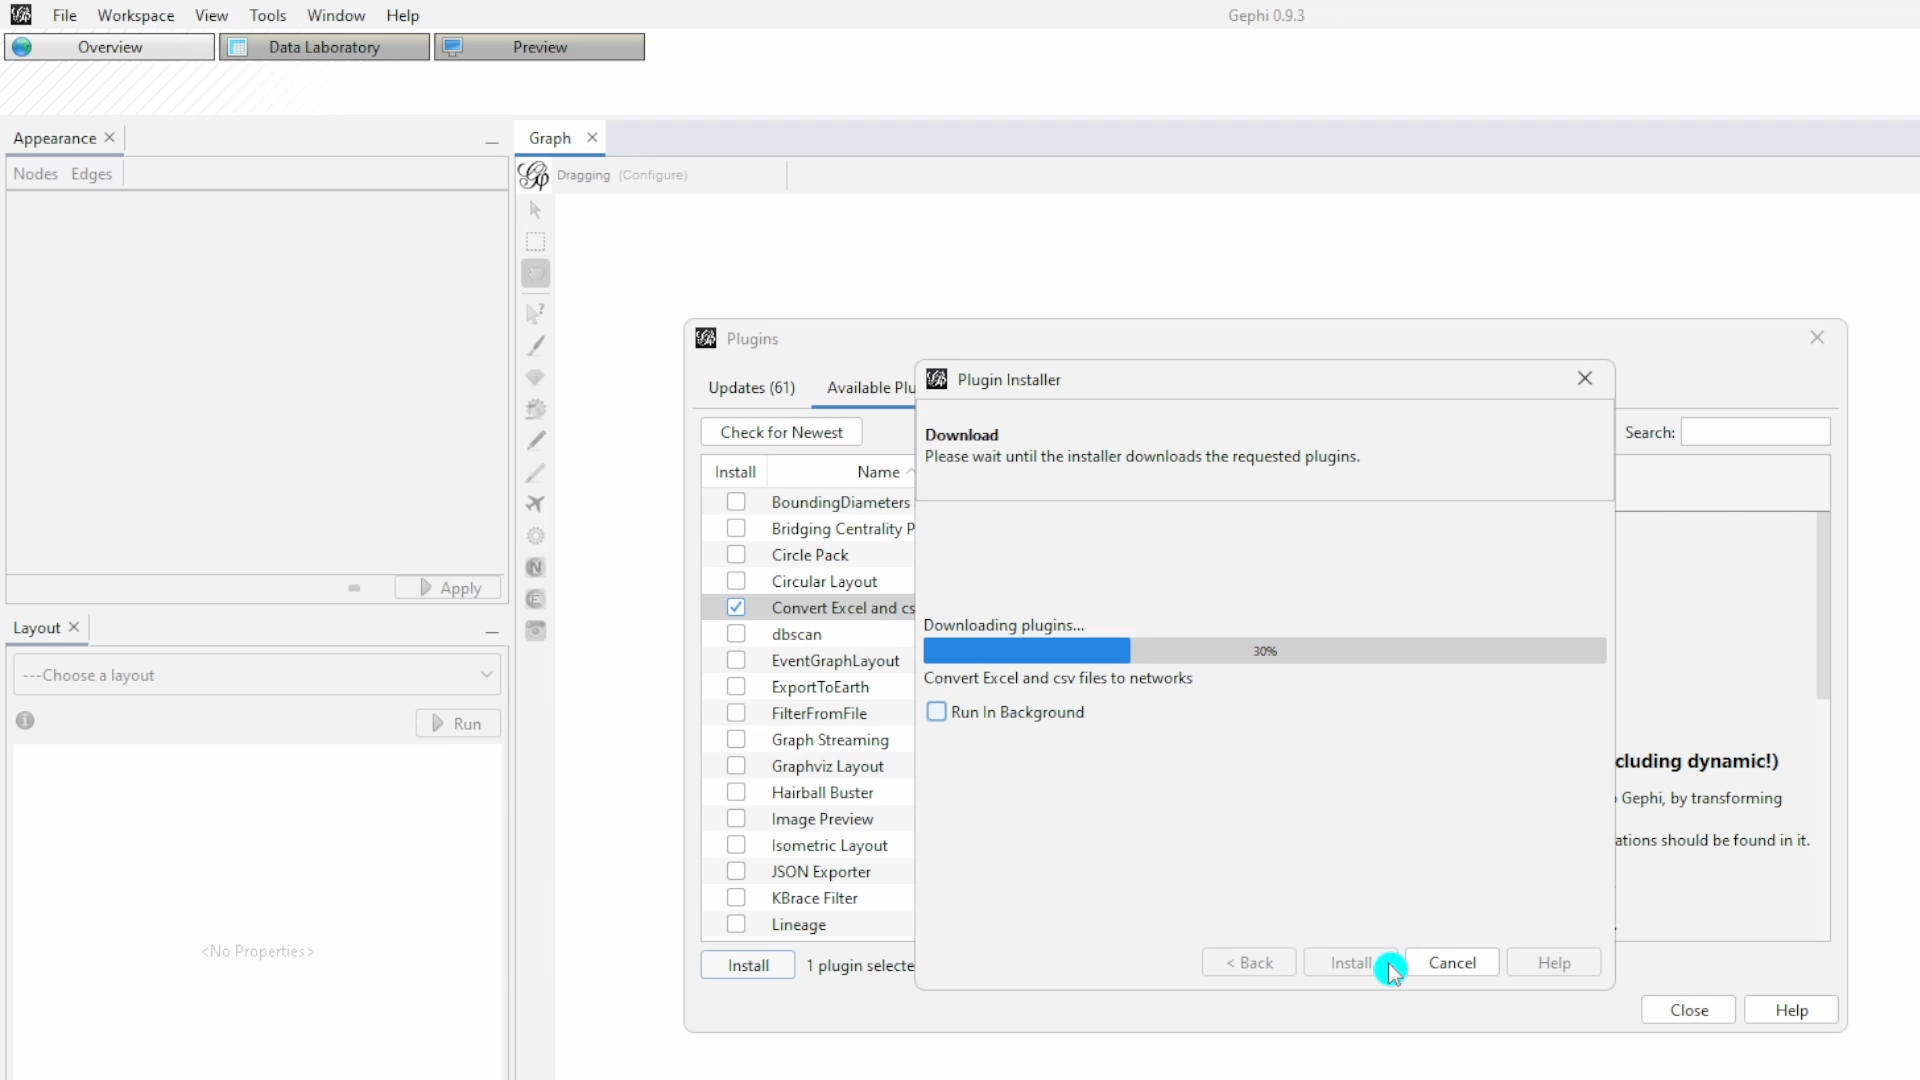 File Workspace View Tools Window Help
Gephi 0.9.3
Overview
Data Laboratory
Preview
Appearance
Nodes Edges
Apply
Layout
---Choose a layout
Run
<No Properties>
Graph
Dragging (Configure)
Plugins
Updates (61)
Available Plu
Check for Newest
Search:
Install Name
BoundingDiameters
Bridging Centrality P
Circle Pack
Circular Layout
Convert Excel and cs
dbscan
EventGraphLayout
ExportToEarth
FilterFromFile
Graph Streaming
Graphviz Layout
Hairball Buster
Image Preview
Isometric Layout
JSON Exporter
KBrace Filter
Lineage
Install
1 plugin selecte
cluding dynamic!)
Gephi, by transforming
ations should be found in it.
Close
Help
Plugin Installer
Download
Please wait until the installer downloads the requested plugins.
Downloading plugins...
30%
Convert Excel and csv files to networks
Run In Background
< Back
Install
Cancel
Help